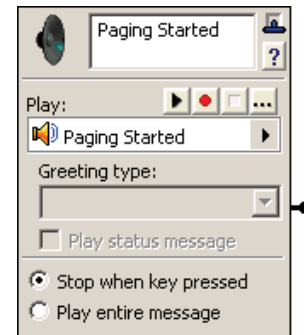 Paging Started
?
Play:
...
Paging Started
Greeting type:
Play status message
Stop when key pressed
Play entire message